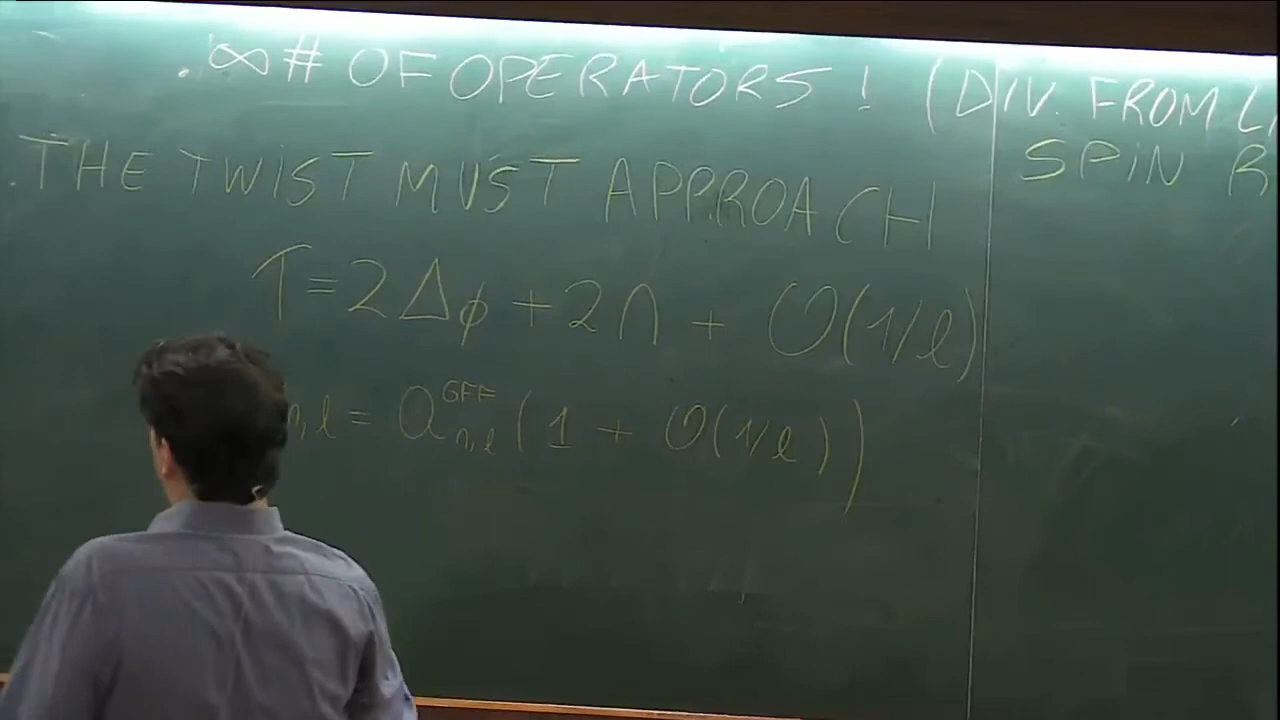 . ∞ # OF OPERATORS ! (DIV. FROM
SPIN
. THE TWIST MUST APPROACH
τ = 2Δϕ + 2n + O(1/l)
n,l = a^GFF_n,l (1 + O(1/l))